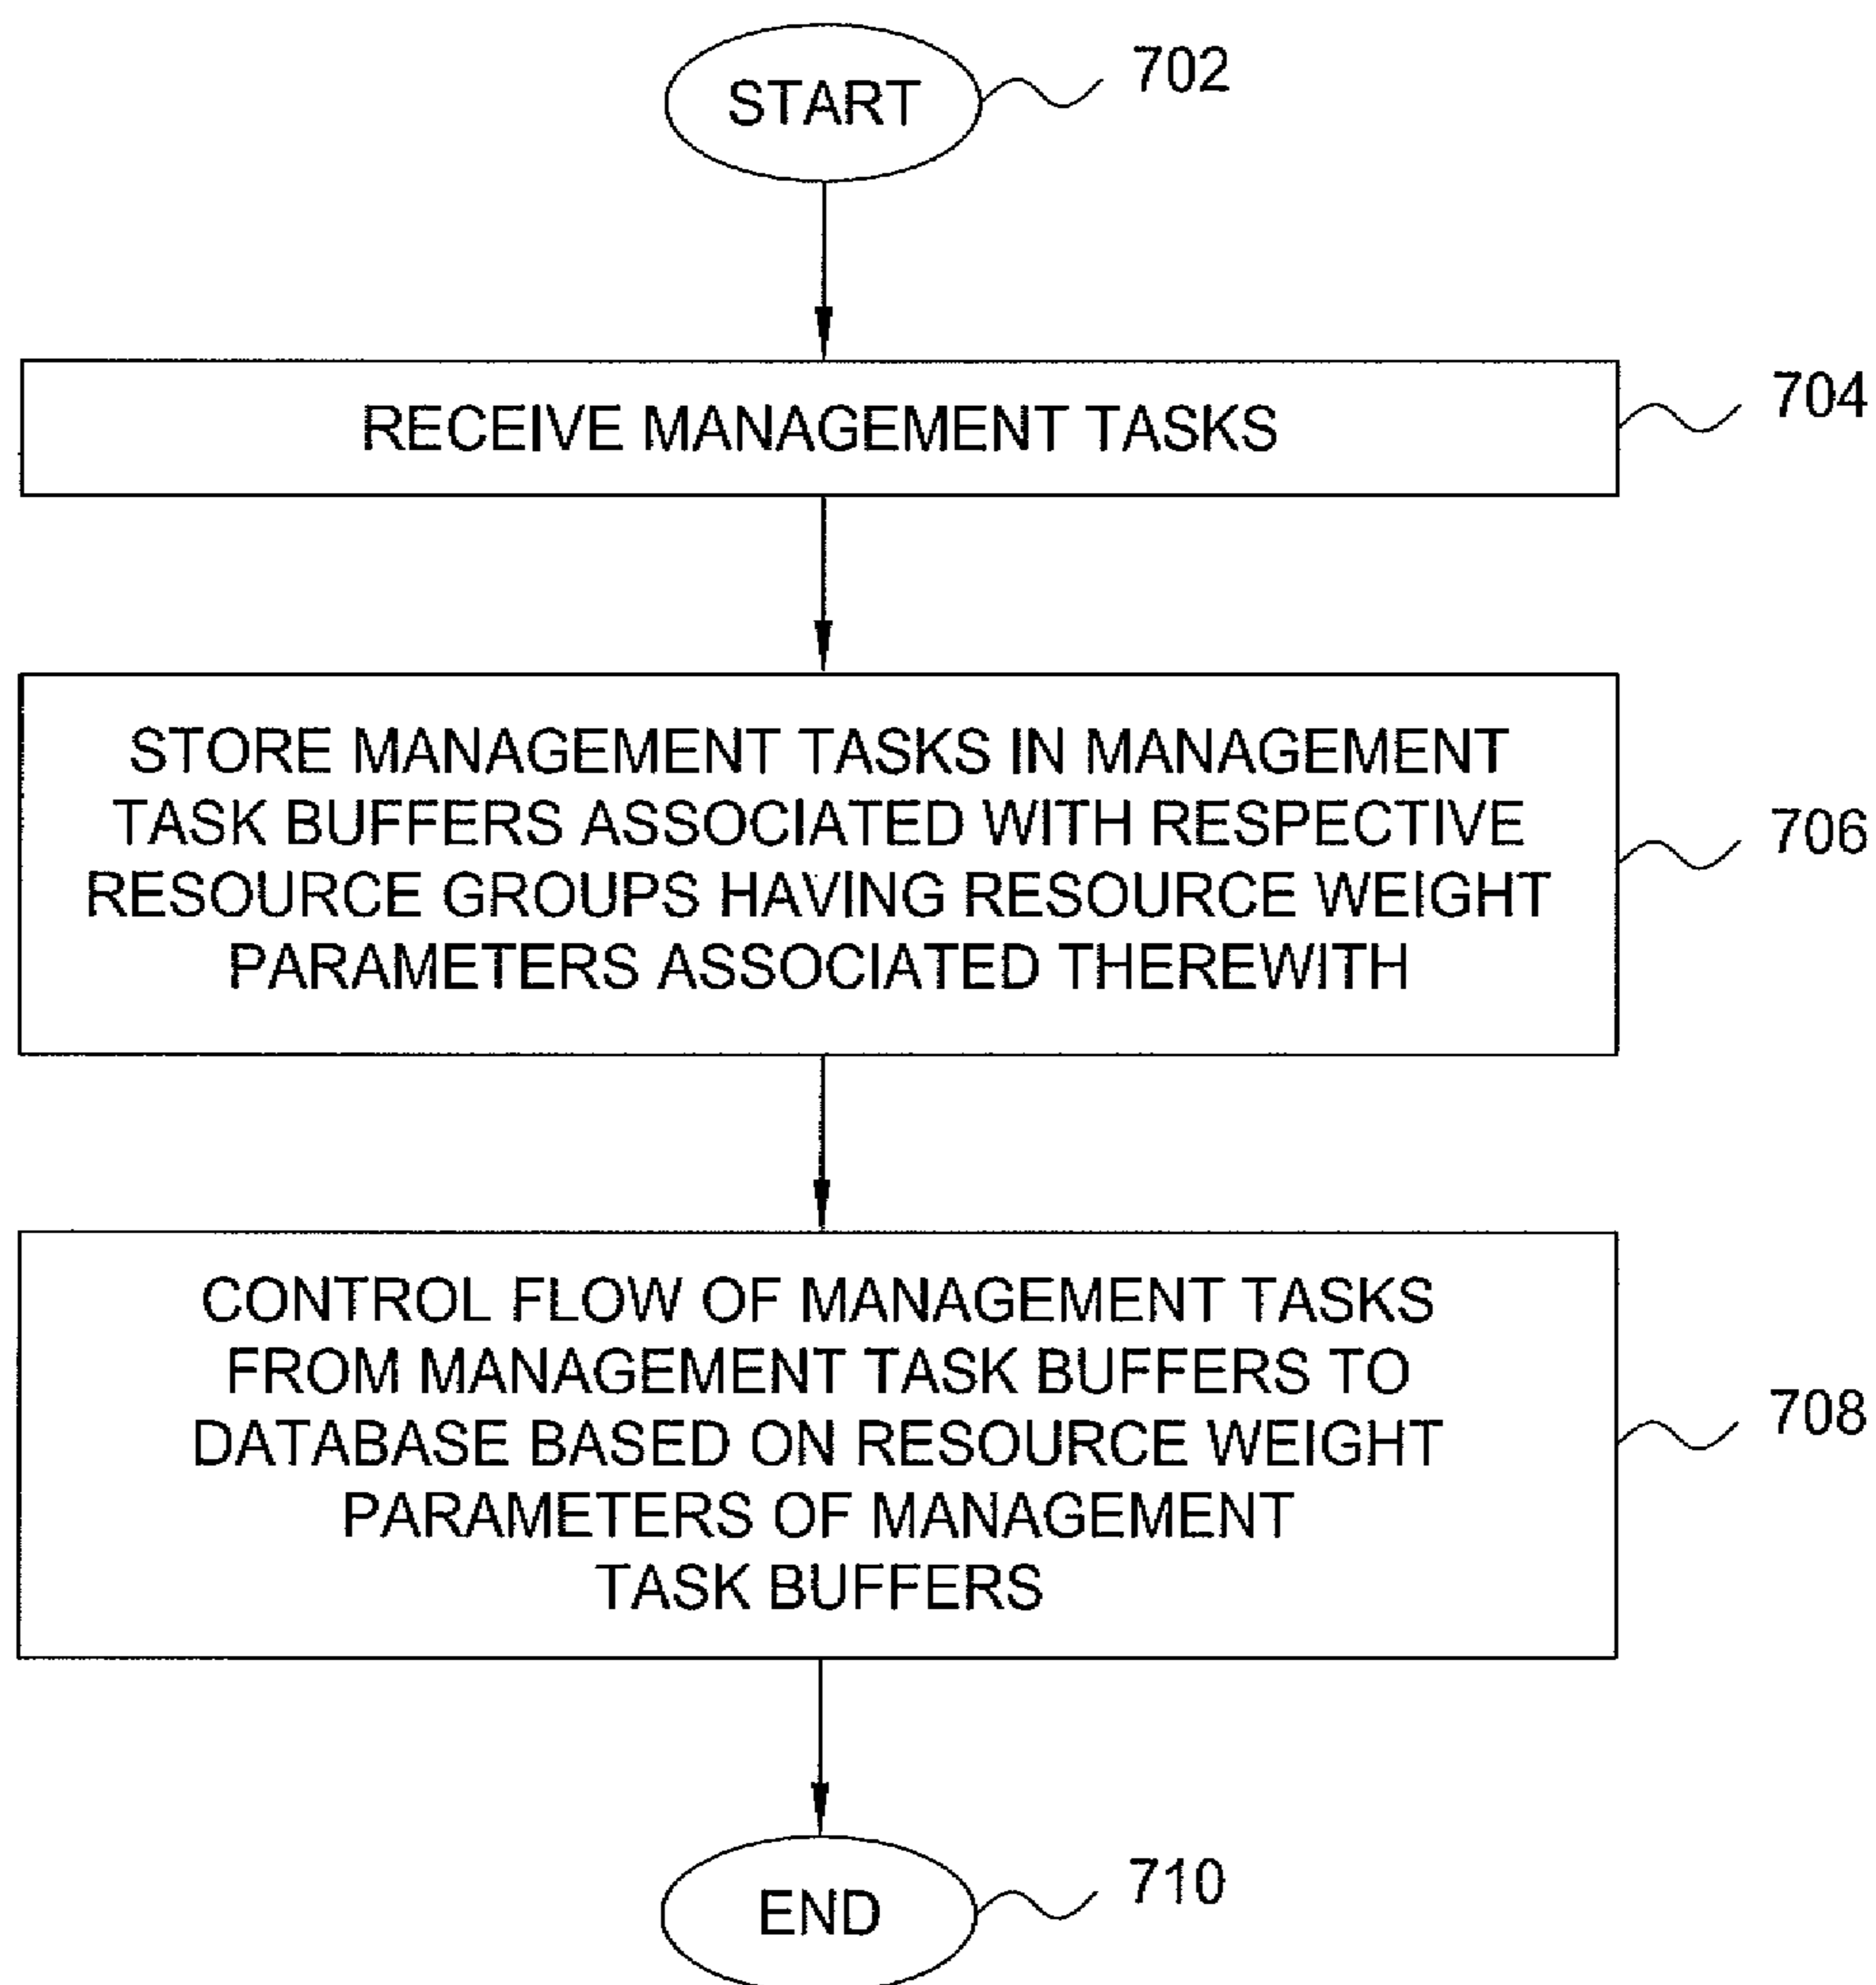 START
702
RECEIVE MANAGEMENT TASKS
704
STORE MANAGEMENT TASKS IN MANAGEMENT
TASK BUFFERS ASSOCIATED WITH RESPECTIVE
RESOURCE GROUPS HAVING RESOURCE WEIGHT
PARAMETERS ASSOCIATED THEREWITH
706
CONTROL FLOW OF MANAGEMENT TASKS
FROM MANAGEMENT TASK BUFFERS TO
DATABASE BASED ON RESOURCE WEIGHT
PARAMETERS OF MANAGEMENT
TASK BUFFERS
708
END
710